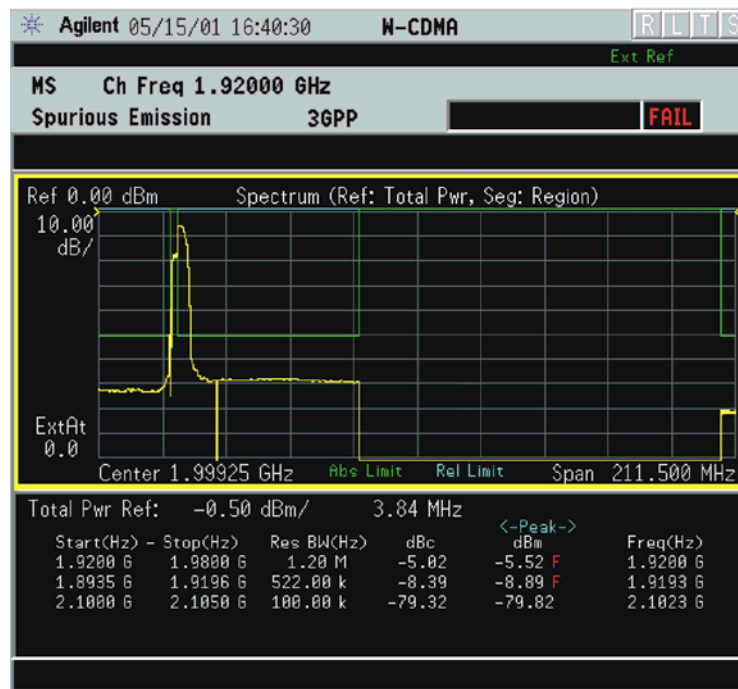 Agilent 05/15/01 16:40:30 W-CDMA R L T S
Ext Ref
MS Ch Freq 1.92000 GHz
Spurious Emission 3GPP FAIL
Ref 0.00 dBm Spectrum (Ref: Total Pwr, Seg: Region)
10.00
dB/
ExtAt
0.0
Center 1.99925 GHz Abs Limit Rel Limit Span 211.500 MHz
Total Pwr Ref: -0.50 dBm/ 3.84 MHz
<-Peak->
Start(Hz) - Stop(Hz) Res BW(Hz) dBc dBm Freq(Hz)
1.9200 G 1.9800 G 1.20 M -5.02 -5.52 F 1.9200 G
1.8935 G 1.9196 G 522.00 k -8.39 -8.89 F 1.9193 G
2.1000 G 2.1050 G 100.00 k -79.32 -79.82 2.1023 G